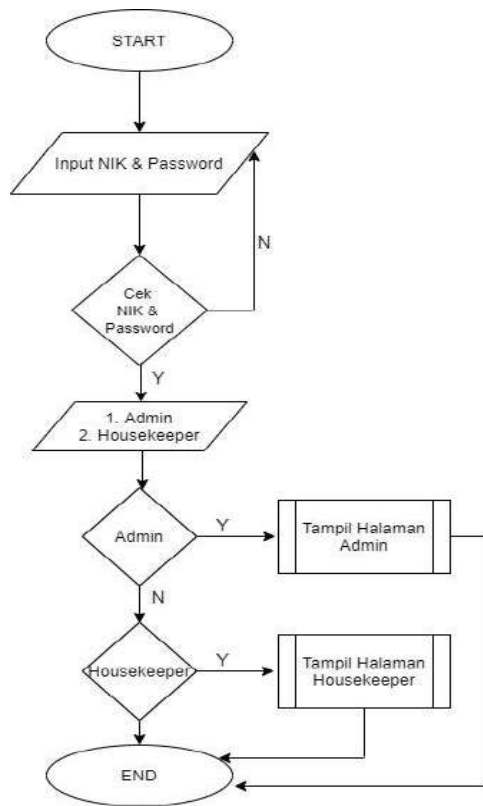 START
Input NIK & Password
N
Cek
NIK &
Password
Y
1. Admin
2. Housekeeper
Admin
Y
Tampil Halaman
Admin
N
Housekeeper
Y
Tampil Halaman
Housekeeper
END